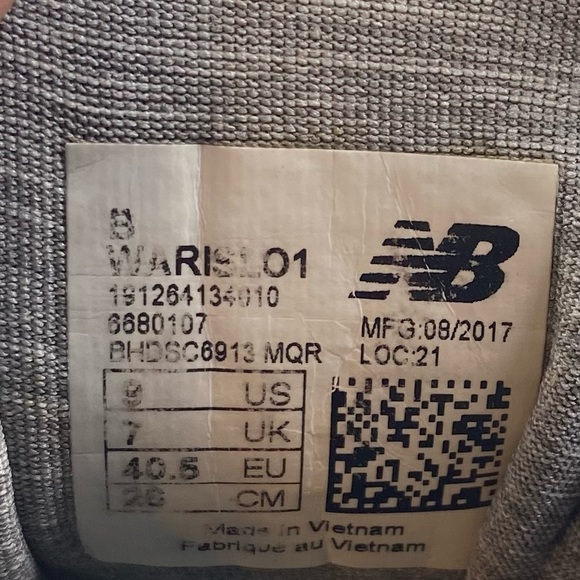 B
WARISLO1
191264134010
6680107
BHDSC6913 MQR
NB
MFG:08/2017
LOC:21
9 US
7 UK
40.5 EU
26 CM
Made in Vietnam
Fabriqué au Vietnam